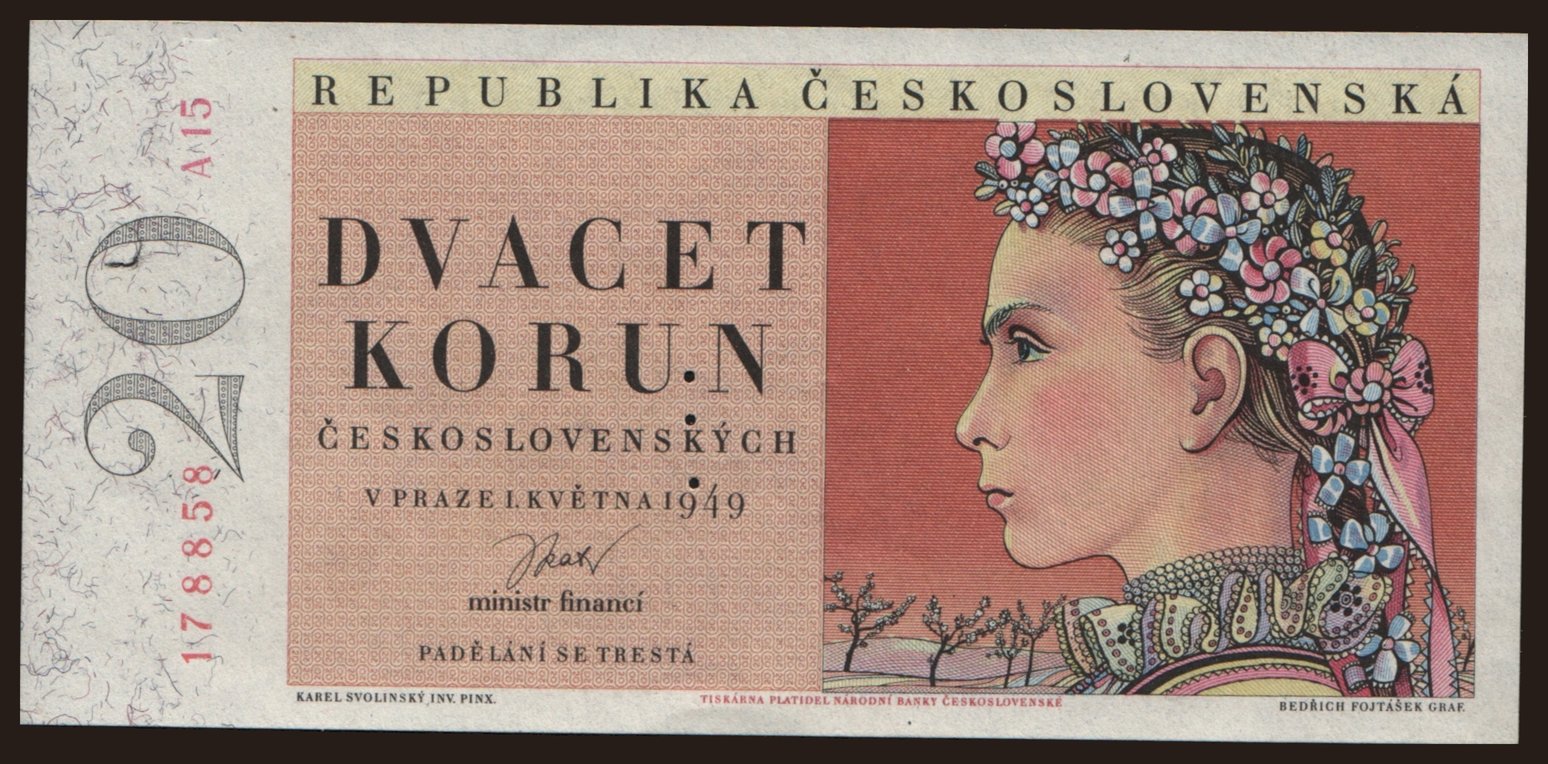 REPUBLIKA ČESKOSLOVENSKÁ
A15
20
178858
DVACET
KORUN
ČESKOSLOVENSKÝCH
V PRAZE 1. KVĚTNA 1949
ministr financí
PADĚLÁNÍ SE TRESTÁ
KAREL SVOLINSKÝ INV. PINX.
TISKÁRNA PLATIDEL NÁRODNÍ BANKY ČESKOSLOVENSKÉ
BEDŘICH FOJTÁŠEK GRAF.